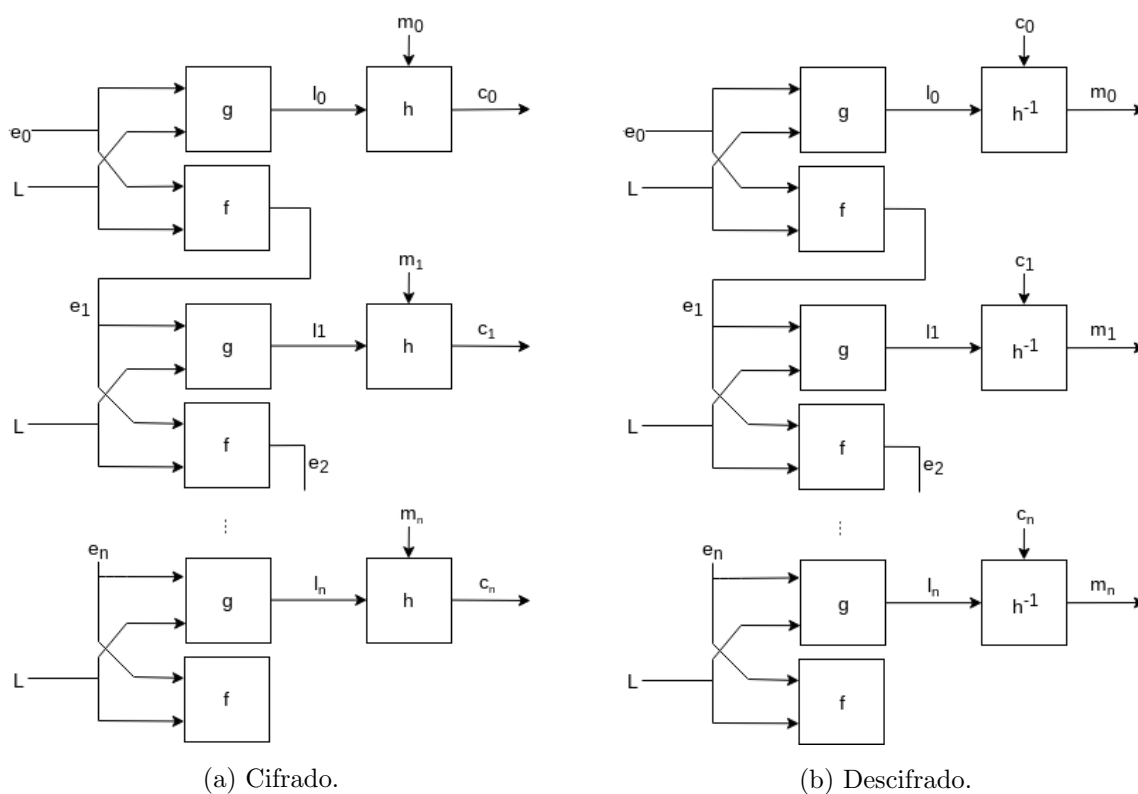 m₀
g
l₀
h
c₀
e₀
L
f
m₁
e₁
g
l1
h
c₁
L
f
e₂
⋮
mₙ
eₙ
g
lₙ
h
cₙ
L
f
(a) Cifrado.
c₀
g
l₀
h⁻¹
m₀
e₀
L
f
c₁
e₁
g
l1
h⁻¹
m₁
L
f
e₂
⋮
cₙ
eₙ
g
lₙ
h⁻¹
mₙ
L
f
(b) Descifrado.